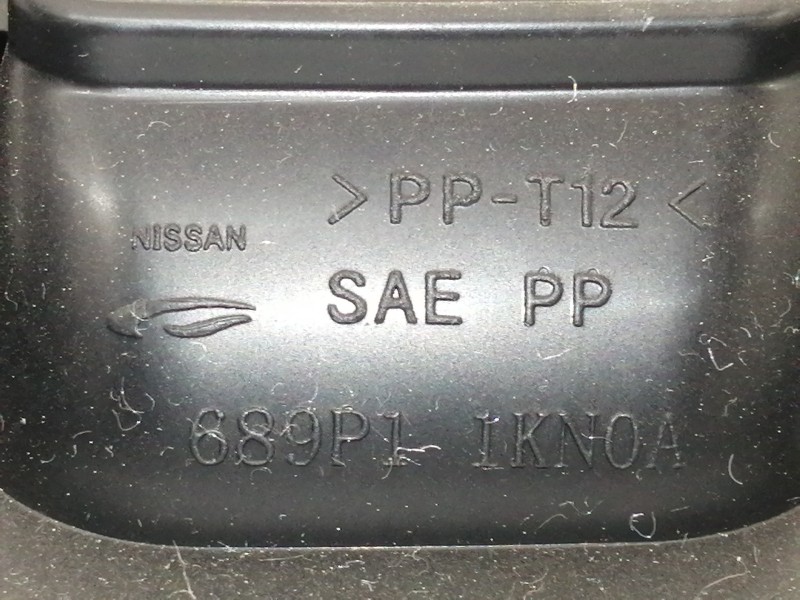 >PP-T12<
NISSAN
SAE PP
689P1 1KN0A